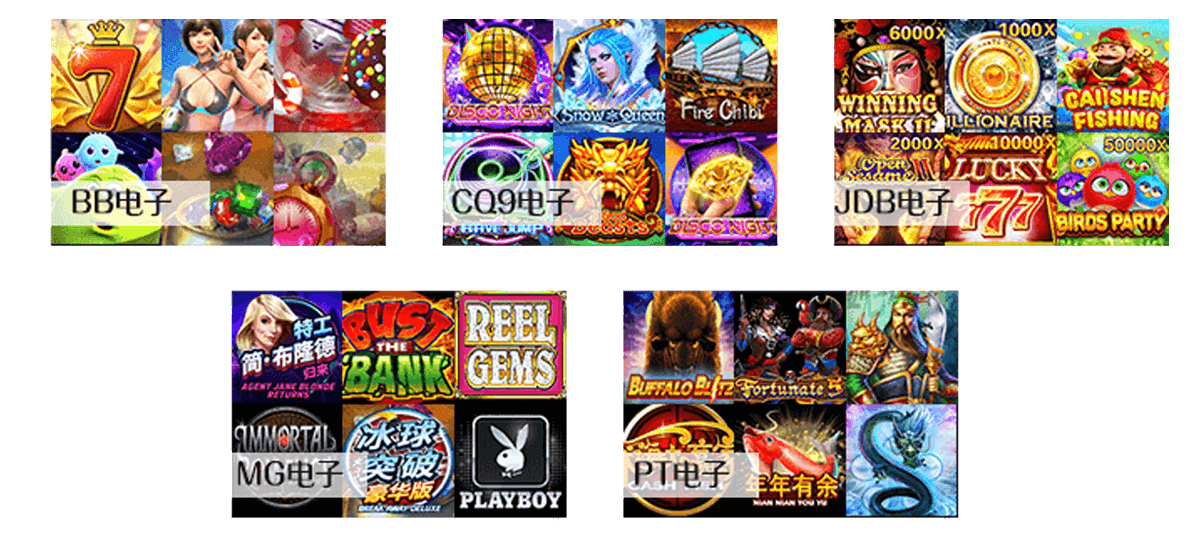 DISCO NIGHT
Snow Queen
Fire Chibi
6000X
WINNING
MASK II
1000X
ILLIONAIRE
CAI SHEN
FISHING
BB电子
CQ9电子
RAVE JUMP
Beasts
DISCO NIGHT
JDB电子
2000X
Open
Sesame II
10000X
LUCKY
777
50000X
BIRDS PARTY
特工
简·布隆德
归来
AGENT JANE BLONDE
RETURNS
BUST
THE
BANK
REEL
GEMS
BUFFALO BLITZ
Fortunate 5
MG电子
IMMORTAL
冰球
突破
豪华版
BREAK AWAY DELUXE
PLAYBOY
PT电子
CASH
年年有余
NIAN NIAN YOU YU